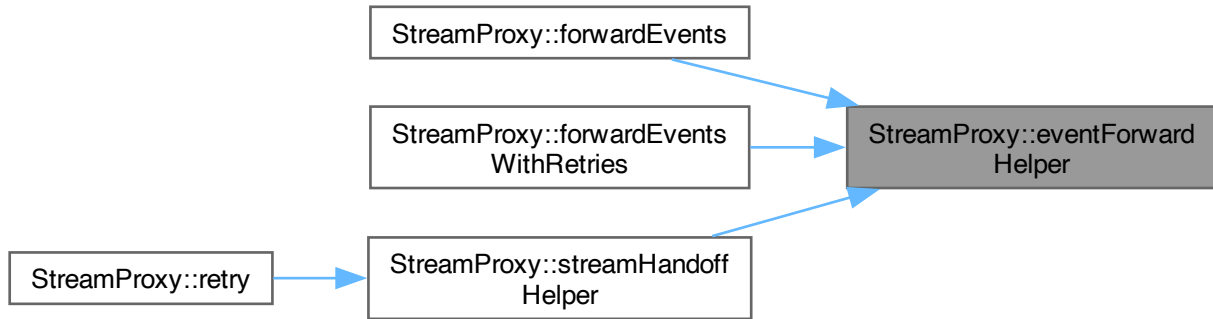 StreamProxy::forwardEvents
StreamProxy::forwardEvents
WithRetries
StreamProxy::eventForward
Helper
StreamProxy::retry
StreamProxy::streamHandoff
Helper